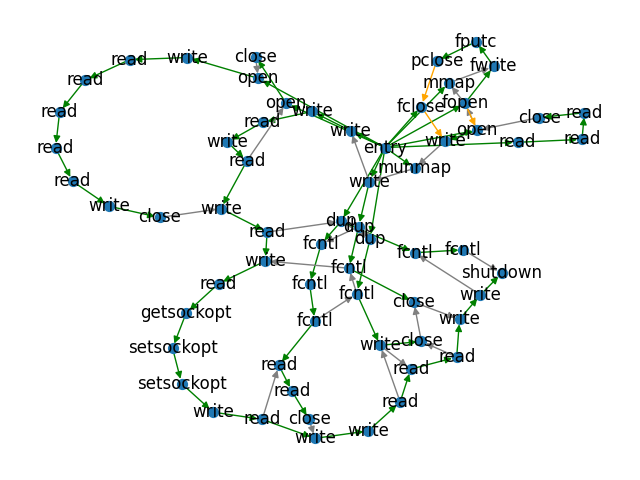 fputc
close
write
pclose
read
fwrite
read
open
mmap
open
fopen
fclose
read
Write
close
read
read
write
open
write
write
read
read
read
entry
read
munmap
read
write
write
write
close
dup
dup
read
dup
fcntl
fcntl
fcntl
write
fcntl
shutdown
read
fcntl
fcntl
write
close
getsockopt
fcntl
write
setsockopt
write
close
read
read
read
setsockopt
read
read
write
read
close
write
write